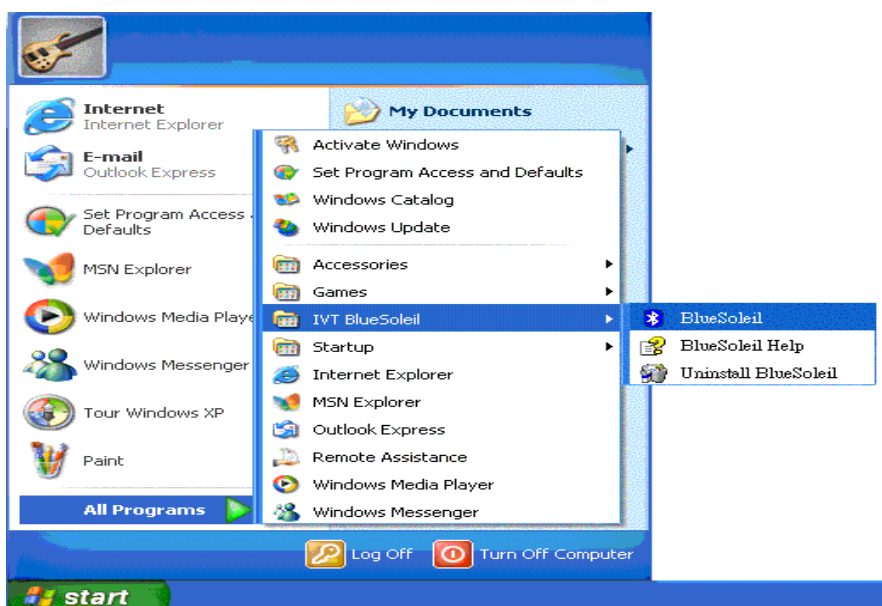 Internet
Internet Explorer
E-mail
Outlook Express
Set Program Access
Defaults
MSN Explorer
Windows Media Playe
Windows Messenger
Tour Windows XP
Paint
All Programs
My Documents
Activate Windows
Set Program Access and Defaults
Windows Catalog
Windows Update
Accessories
Games
IVT BlueSoleil
Startup
Internet Explorer
MSN Explorer
Outlook Express
Remote Assistance
Windows Media Player
Windows Messenger
BlueSoleil
BlueSoleil Help
Uninstall BlueSoleil
Log Off
Turn Off Computer
start